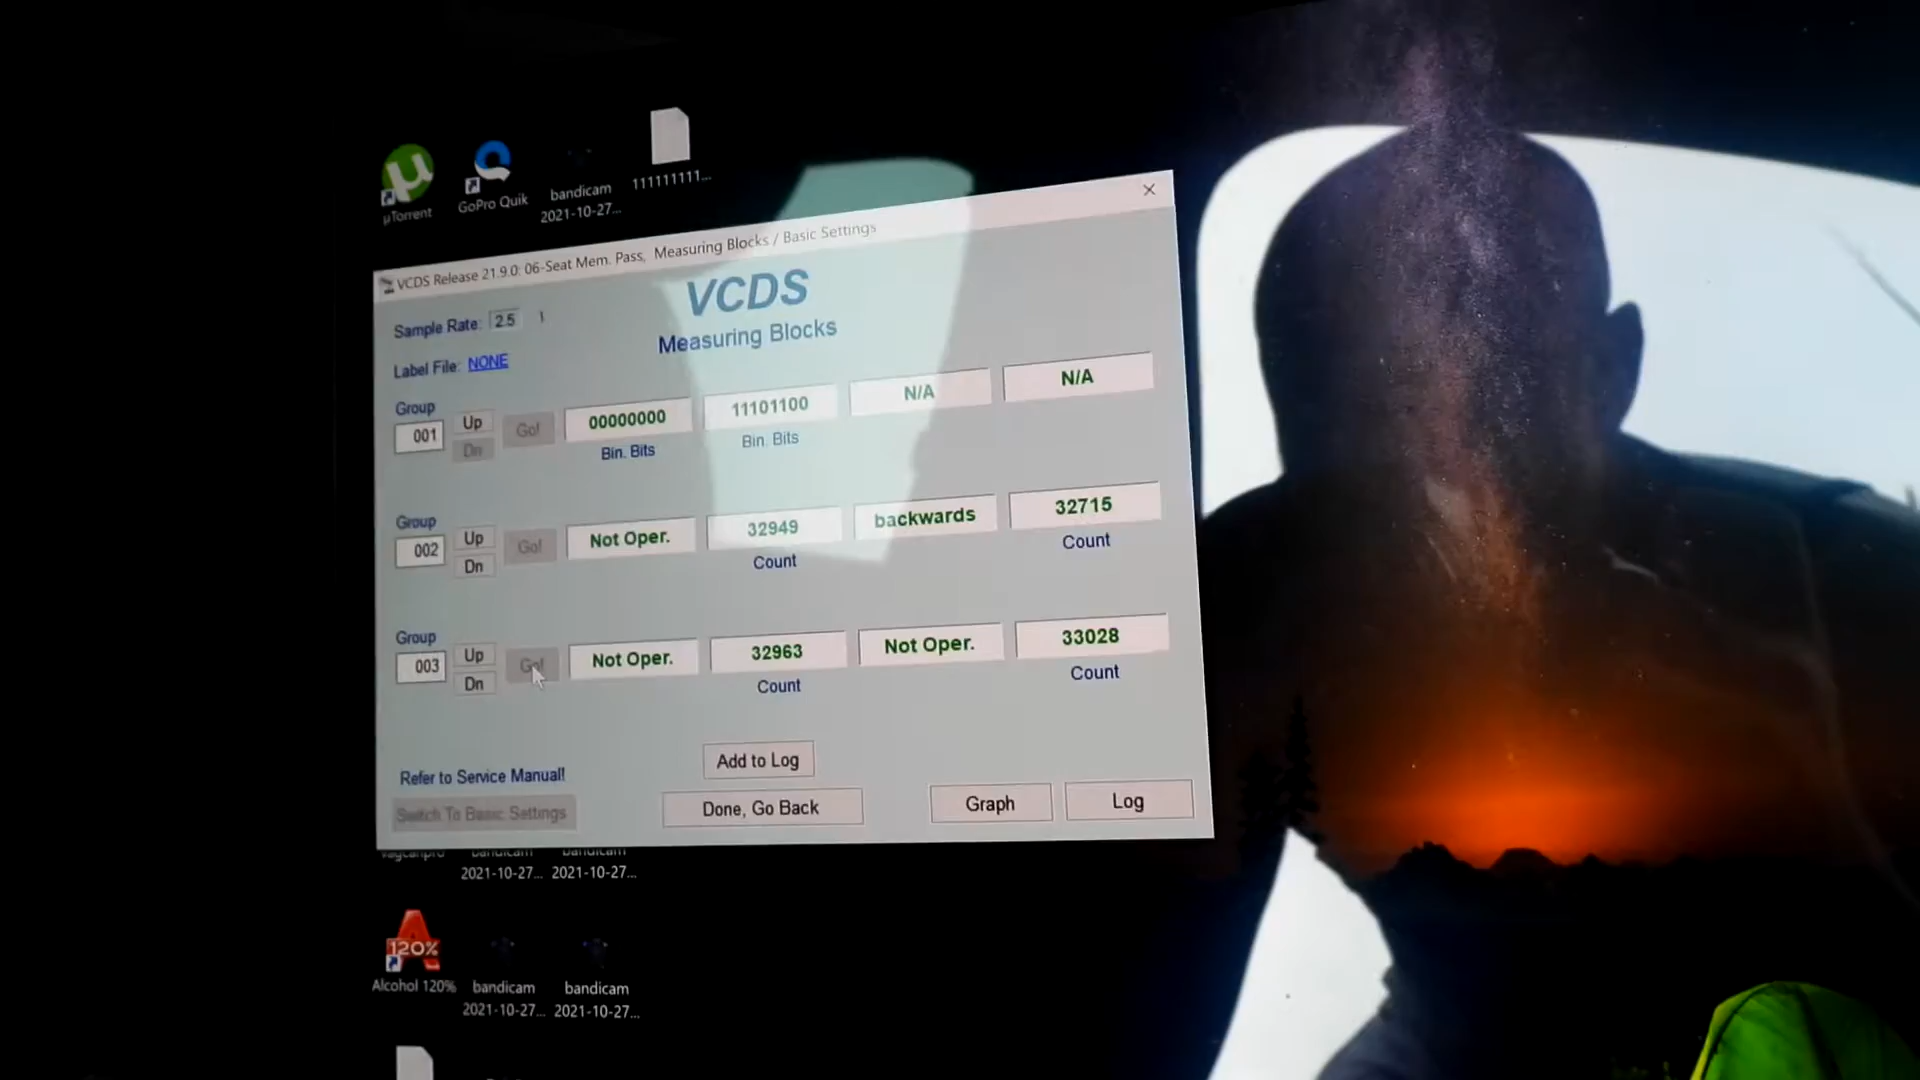 µTorrent
GoPro Quik
bandicam
2021-10-27...
111111111...
VCDS Release 21.9.0: 06-Seat Mem. Pass, Measuring Blocks / Basic Settings
Sample Rate: 2.5 1
VCDS
Measuring Blocks
Label File: NONE
Group
001 Up Dn Go! 00000000 11101100 N/A N/A
Bin. Bits Bin. Bits
Group
002 Up Dn Go! Not Oper. 32949 backwards 32715
Count Count
Group
003 Up Dn Go! Not Oper. 32963 Not Oper. 33028
Count Count
Add to Log
Refer to Service Manual!
Switch To Basic Settings Done, Go Back Graph Log
vagcanpro bandicam bandicam
2021-10-27... 2021-10-27...
120%
Alcohol 120% bandicam bandicam
2021-10-27... 2021-10-27...